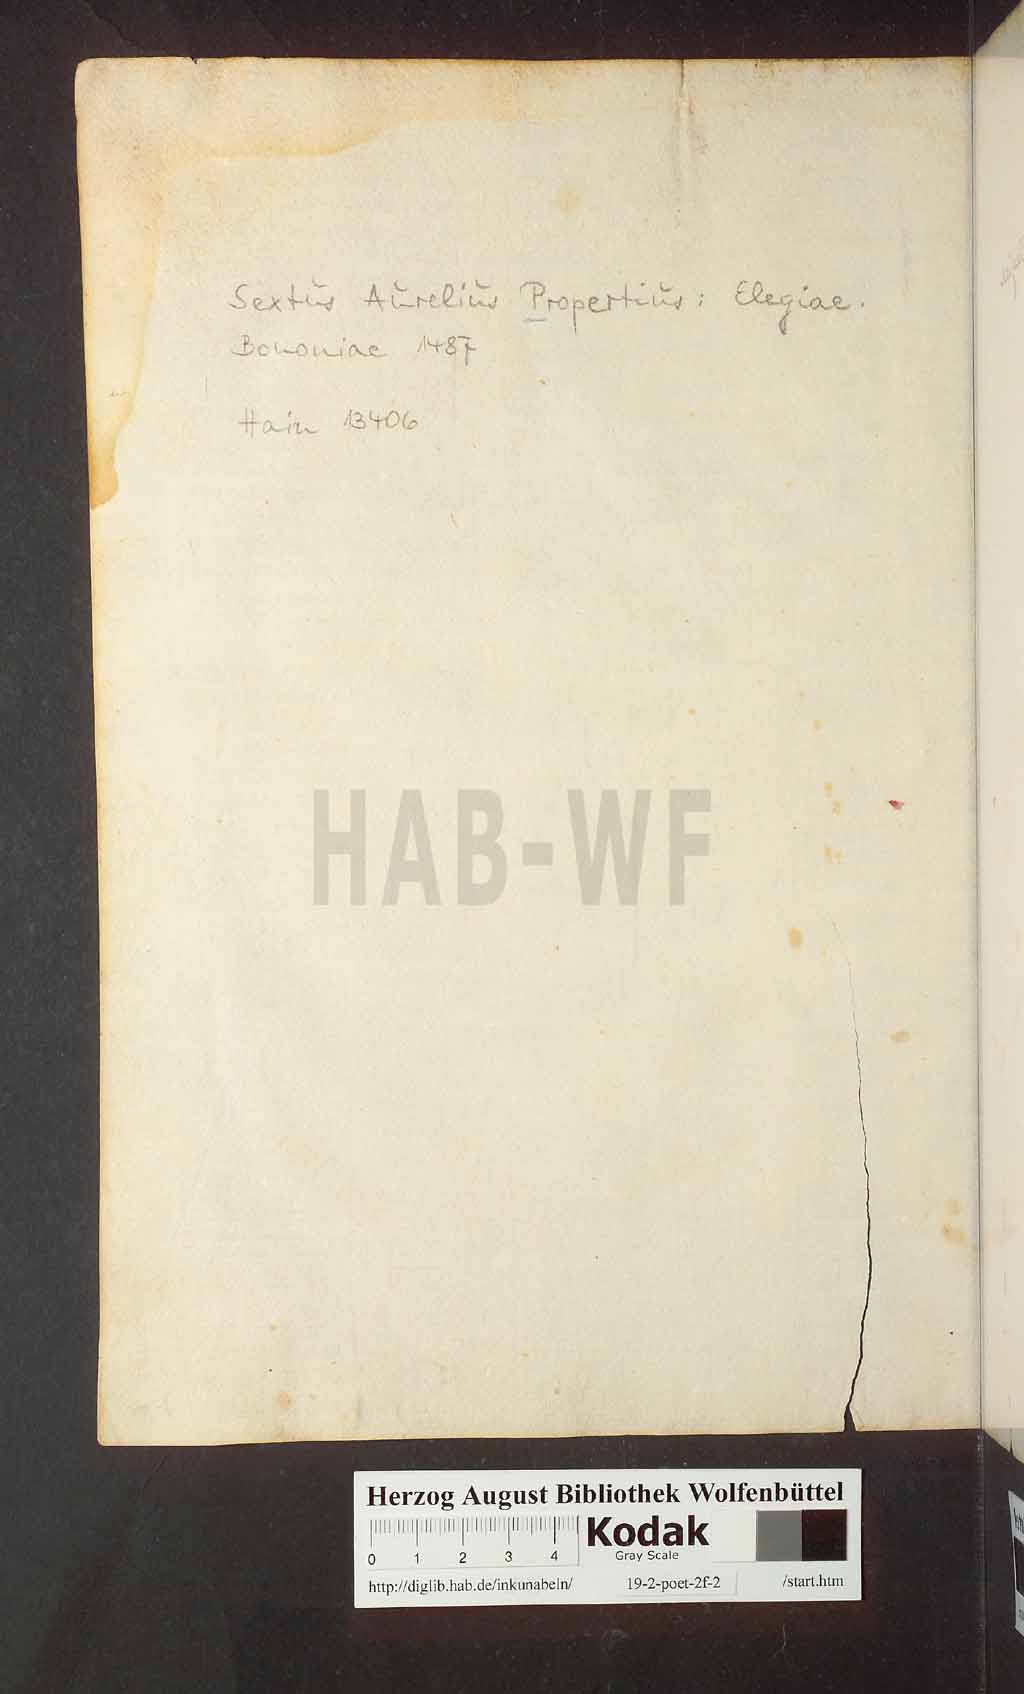 Sextus Aurelius Propertius: Elegiae.
Bononiae 1487
Hain 13406
HAB-WF
Herzog August Bibliothek Wolfenbüttel
0 1 2 3 4
Kodak
Gray Scale
http://diglib.hab.de/inkunabeln/ 19-2-poet-2f-2 /start.htm